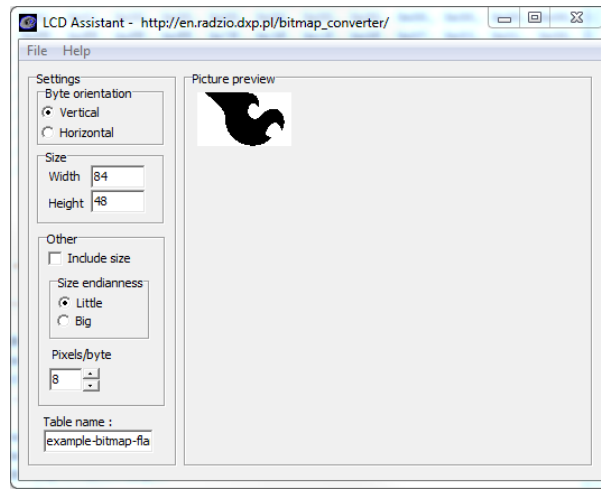 LCD Assistant - http://en.radzio.dxp.pl/bitmap_converter/
File Help
Settings
Byte orientation
Vertical
Horizontal
Size
Width 84
Height 48
Other
Include size
Size endianness
Little
Big
Pixels/byte
8
Table name :
example-bitmap-fla
Picture preview